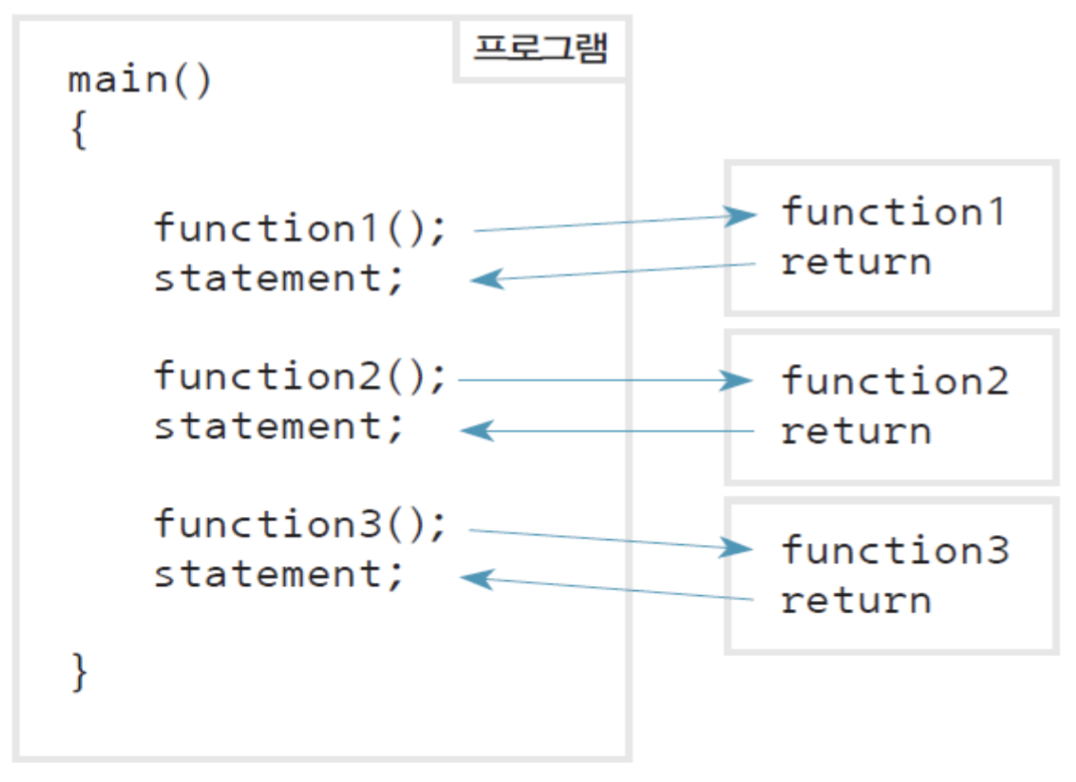 프로그램
main()
{
function1();
statement;
function2();
statement;
function3();
statement;
}
function1
return
function2
return
function3
return